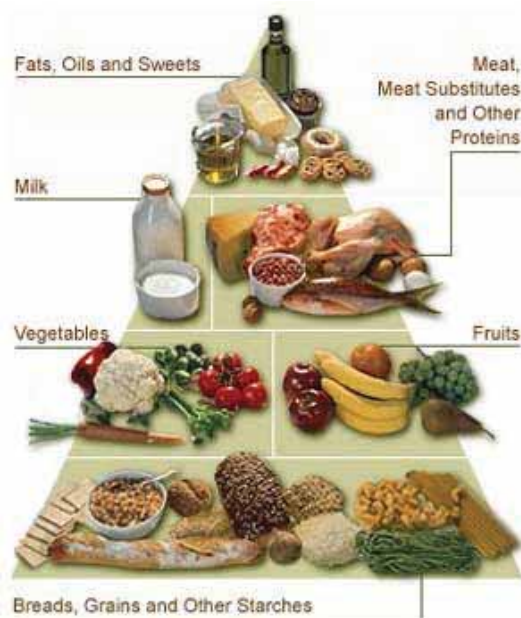 Fats, Oils and Sweets
Meat,
Meat Substitutes
and Other
Proteins
Milk
Vegetables
Fruits
Breads, Grains and Other Starches